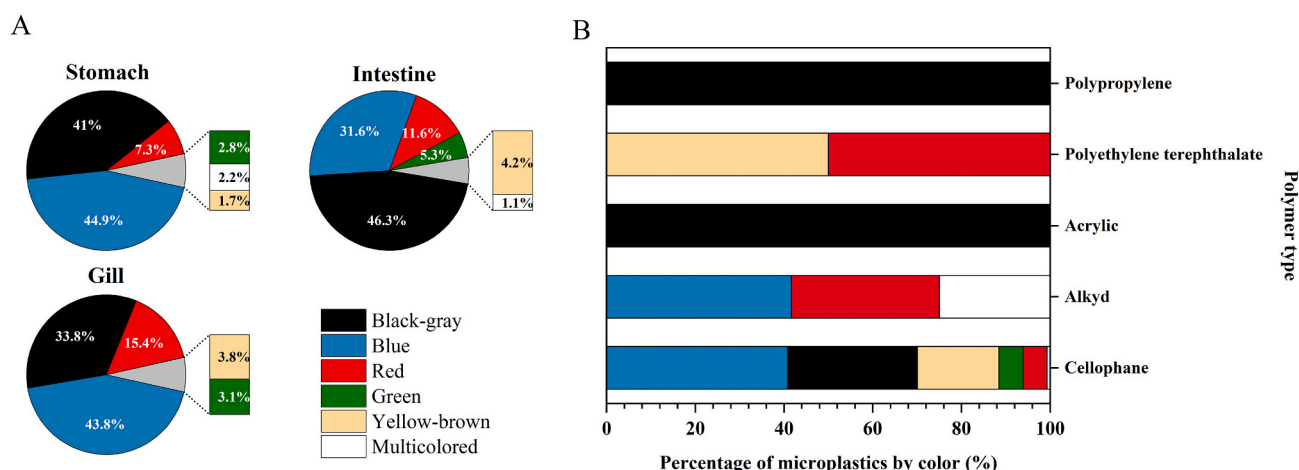 A
Stomach
41%
7.3%
44.9%
2.8%
2.2%
1.7%
Intestine
31.6%
11.6%
5.3%
46.3%
4.2%
1.1%
Gill
33.8%
15.4%
43.8%
3.8%
3.1%
Black-gray
Blue
Red
Green
Yellow-brown
Multicolored
B
Polypropylene
Polyethylene terephthalate
Acrylic
Alkyd
Cellophane
Polymer type
0
20
40
60
80
100
Percentage of microplastics by color (%)